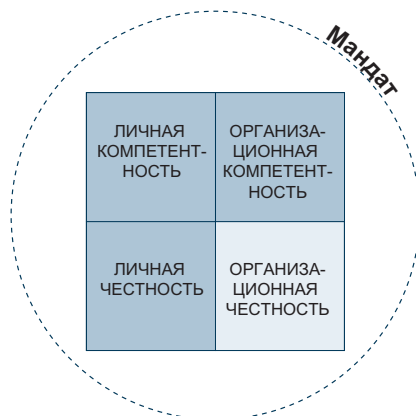 Мандат
ЛИЧНАЯ
КОМПЕТЕНТ-
НОСТЬ
ОРГАНИЗА-
ЦИОННАЯ
КОМПЕТЕНТ-
НОСТЬ
ЛИЧНАЯ
ЧЕСТНОСТЬ
ОРГАНИЗА-
ЦИОННАЯ
ЧЕСТНОСТЬ